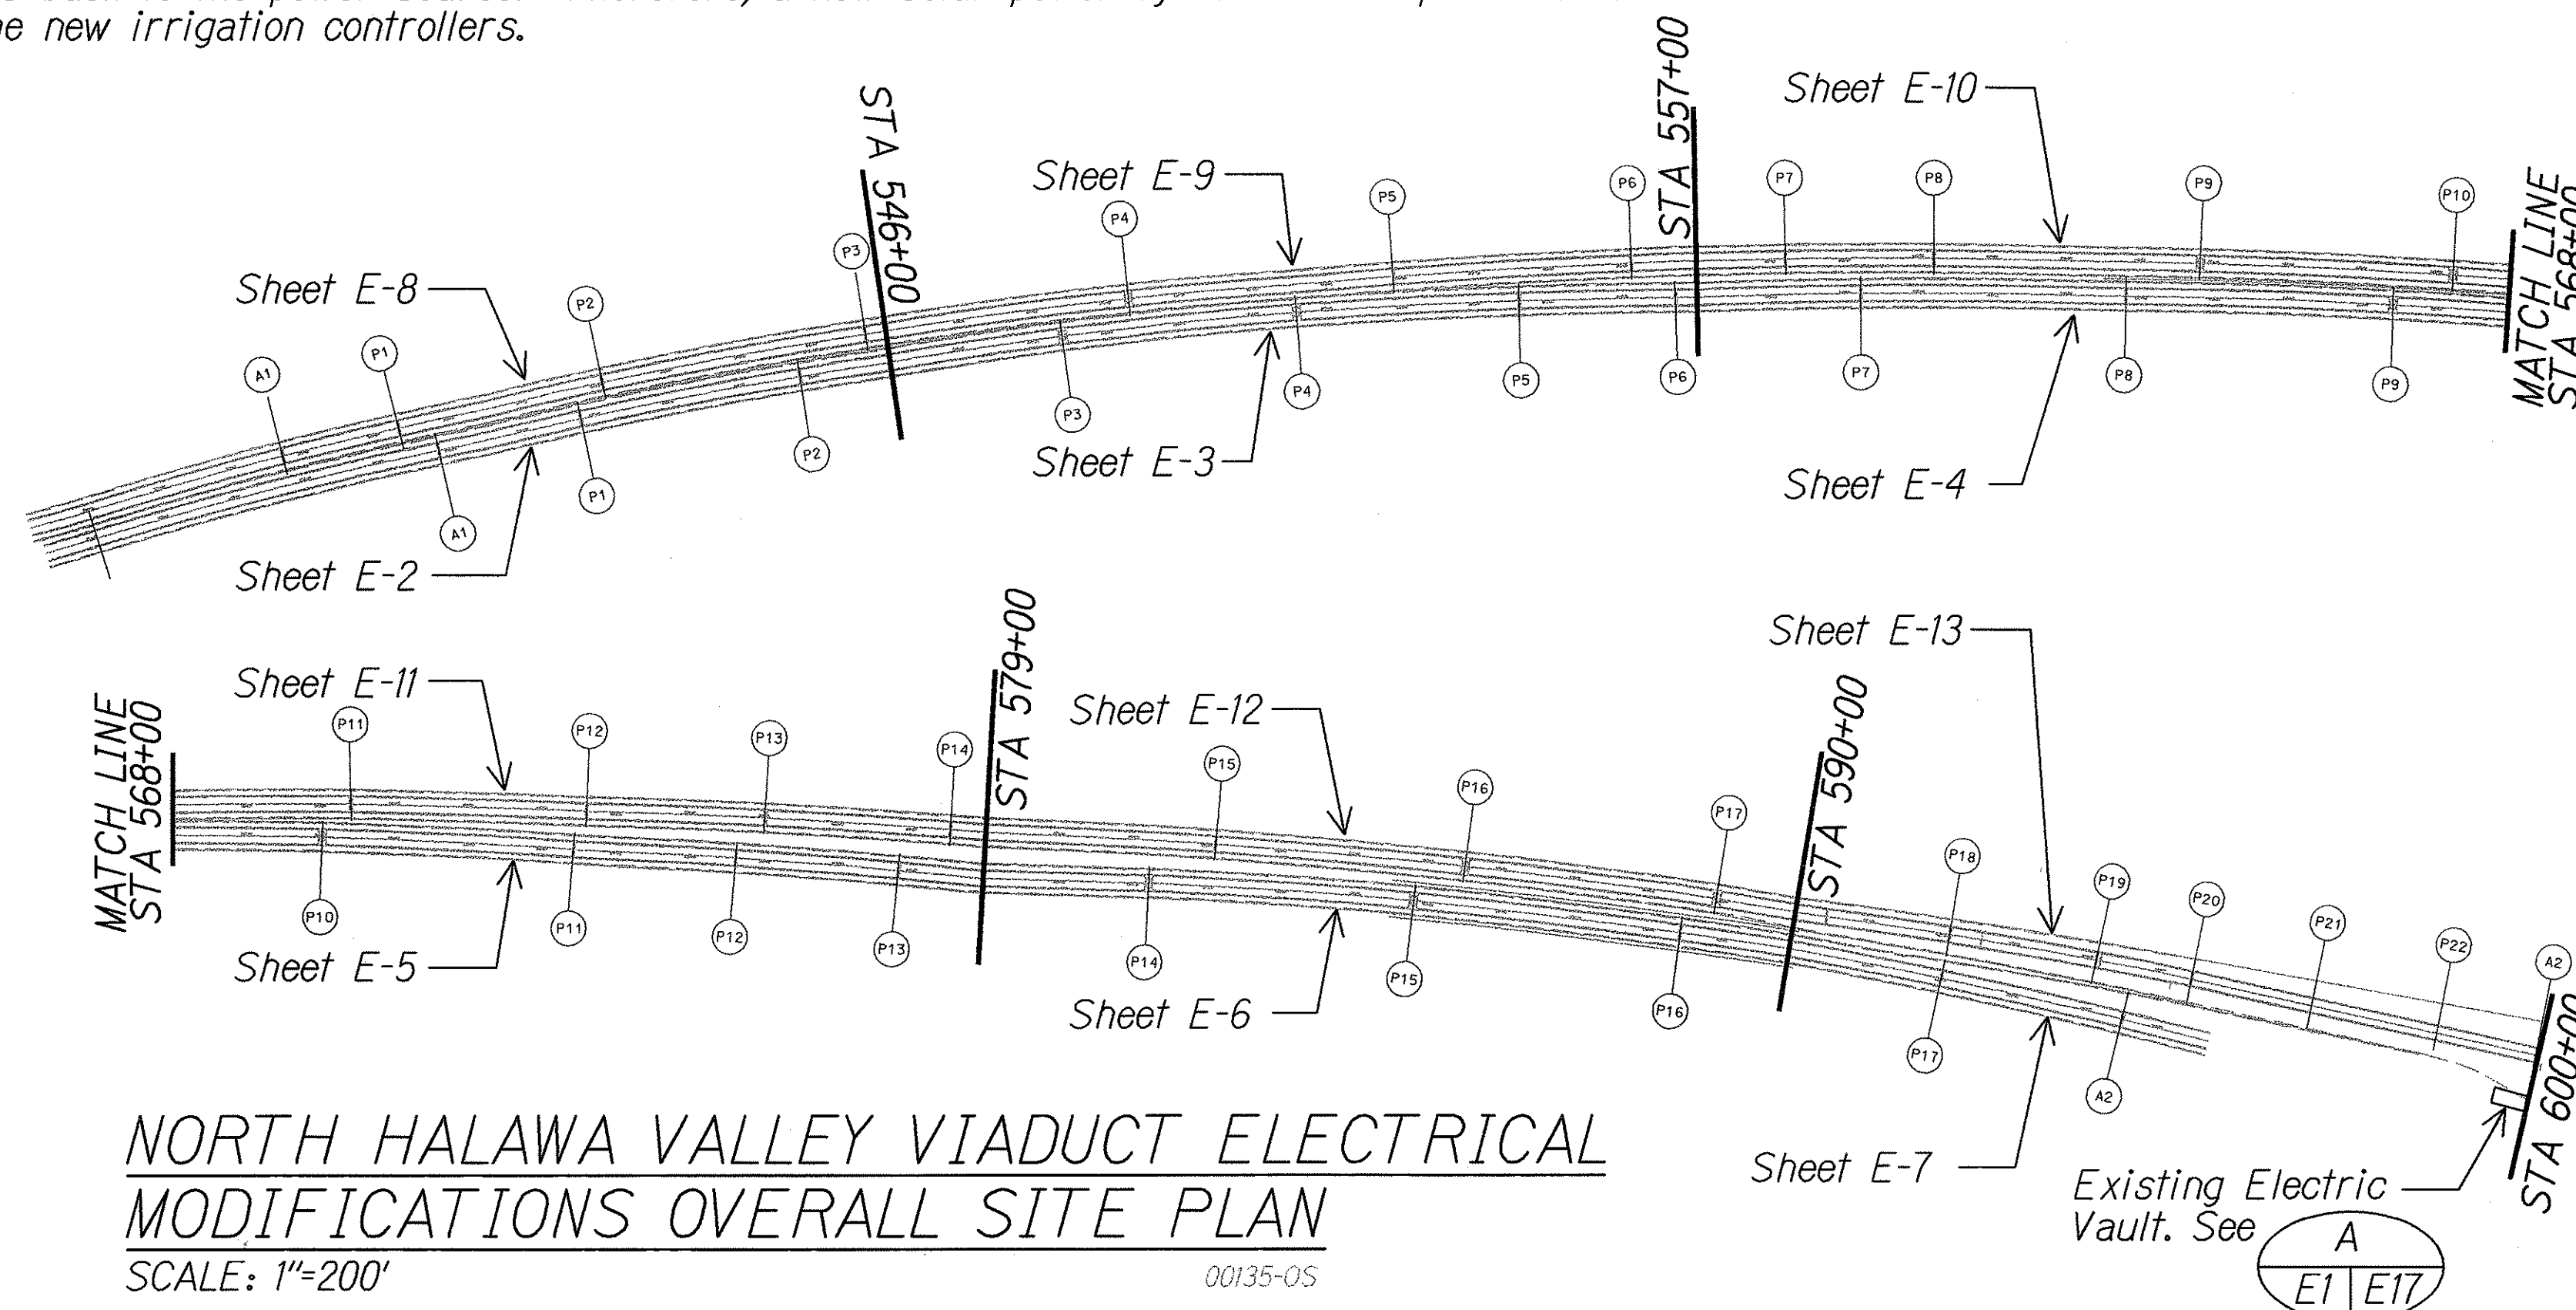 he new irrigation controllers.
STA 546+00
STA 557+00
Sheet E-10
Sheet E-9
Sheet E-8
A1
P1
P2
P3
P4
P5
P6
P7
P8
P9
P10
MATCH LINE
STA 568+00
A1
P1
P2
P3
P4
P5
P6
P7
P8
P9
Sheet E-2
Sheet E-3
Sheet E-4
MATCH LINE
STA 568+00
Sheet E-11
STA 579+00
Sheet E-12
Sheet E-13
STA 590+00
P11
P12
P13
P14
P15
P16
P17
P18
P19
P20
P21
P22
A2
P10
P11
P12
P13
P14
P15
P16
P17
A2
Sheet E-5
Sheet E-6
Sheet E-7
STA 600+00
Existing Electric
Vault. See
A
E1 E17
NORTH HALAWA VALLEY VIADUCT ELECTRICAL
MODIFICATIONS OVERALL SITE PLAN
SCALE: 1"=200'
00135-OS